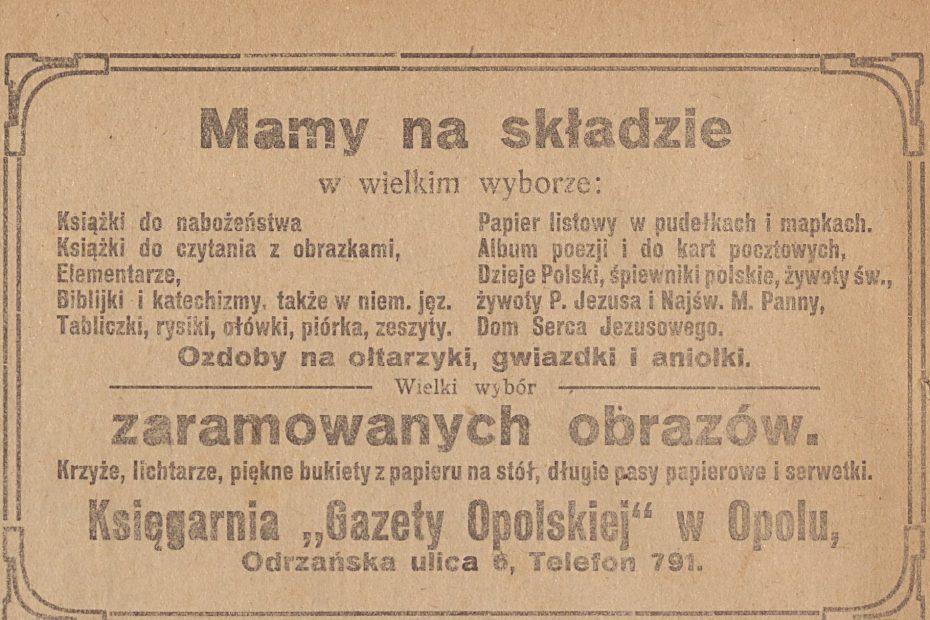 Mamy na składzie
w wielkim wyborze:
Książki do nabożeństwa
Książki do czytania z obrazkami,
Elementarze,
Biblijki i katechizmy. także w niem. jęz.
Tabliczki, rysiki, ołówki, piórka, zeszyty.
Papier listowy w pudełkach i mapkach.
Album poezji i do kart pocztowych,
Dzieje Polski, śpiewniki polskie, żywoty św.,
żywoty P. Jezusa i Najśw. M. Panny,
Dom Serca Jezusowego.
Ozdoby na ołtarzyki, gwiazdki i aniołki.
Wielki wybór
zaramowanych obrazów.
Krzyże, lichtarze, piękne bukiety z papieru na stół, długie pasy papierowe i serwetki.
Księgarnia „Gazety Opolskiej“ w Opolu,
Odrzańska ulica 6, Telefon 791.